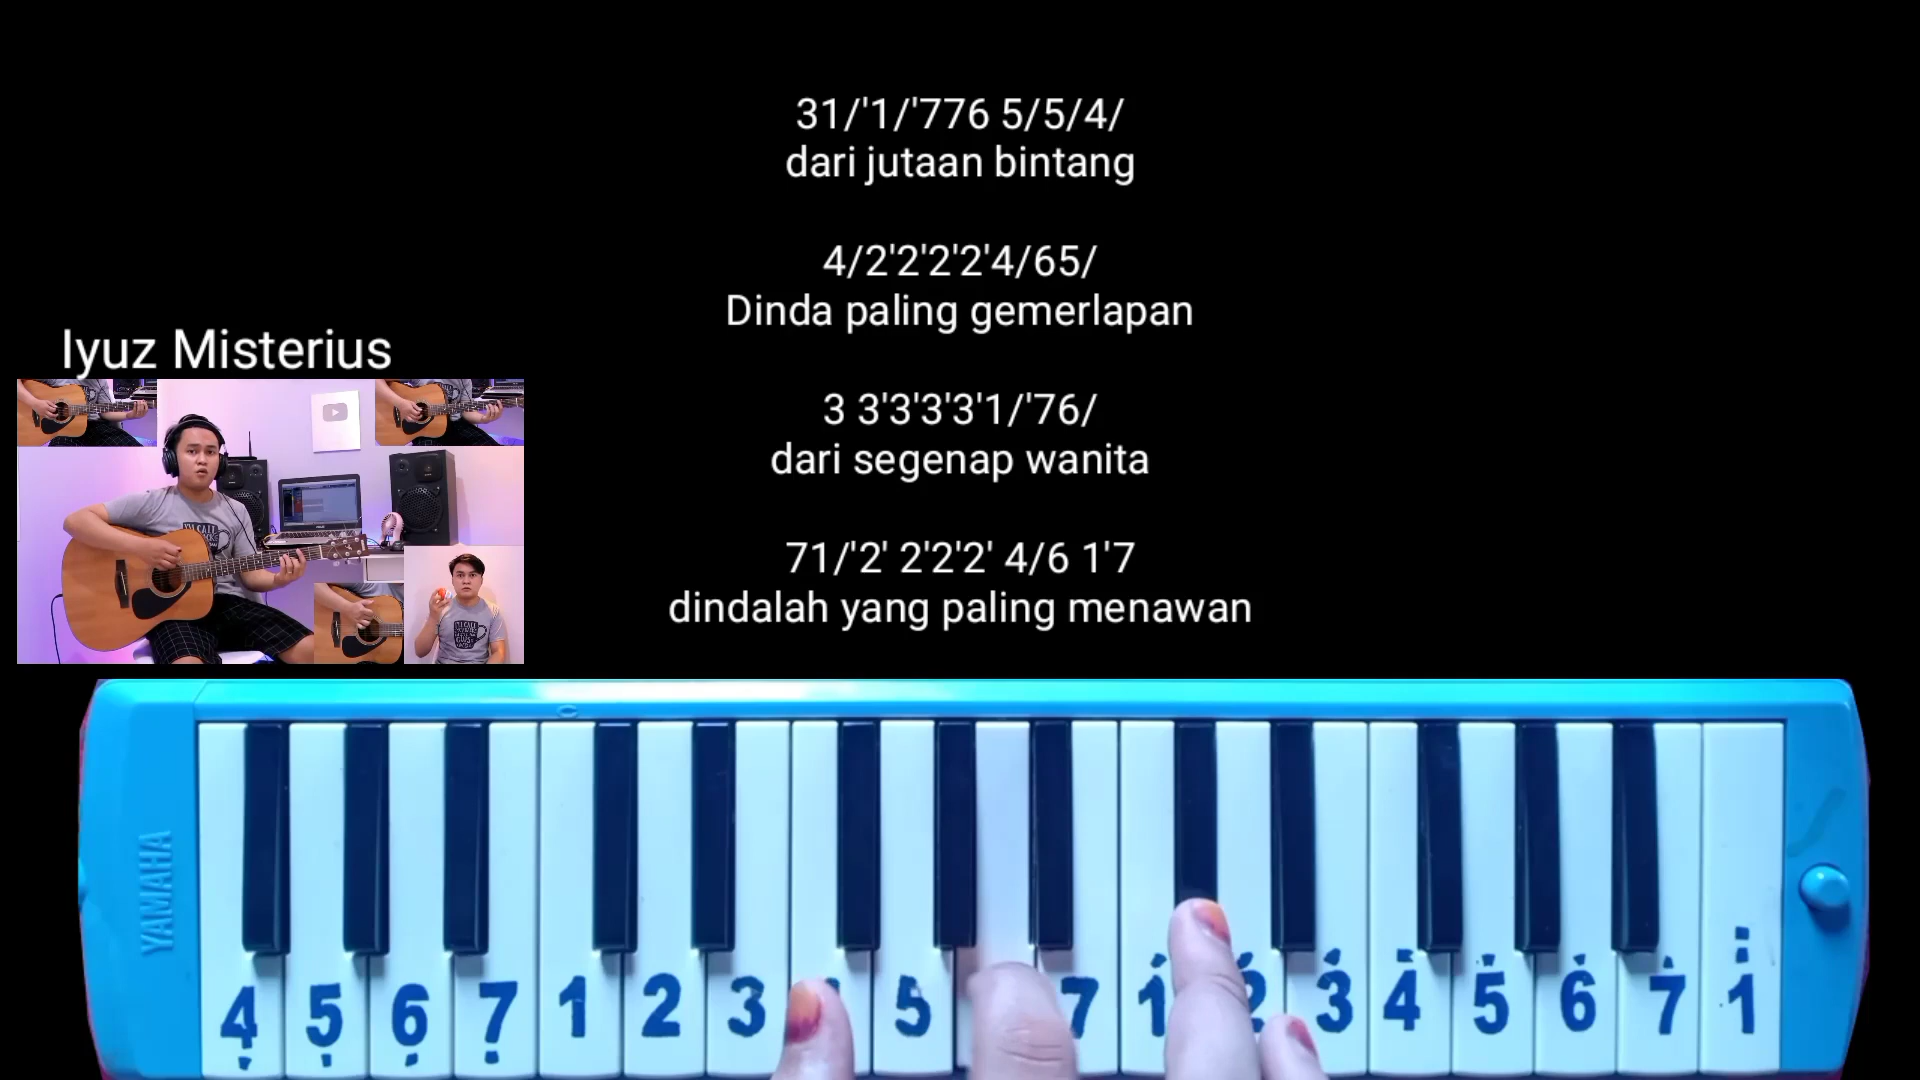 31/'1/'776 5/5/4/
dari jutaan bintang
4/2'2'2'2'4/65/
Dinda paling gemerlapan
Iyuz Misterius
3 3'3'3'3'1/'76/
dari segenap wanita
71/'2' 2'2'2' 4/6 1'7
dindalah yang paling menawan
YAMAHA
4 5 6 7 1 2 3 5 7 1 2 3 4 5 6 7 1